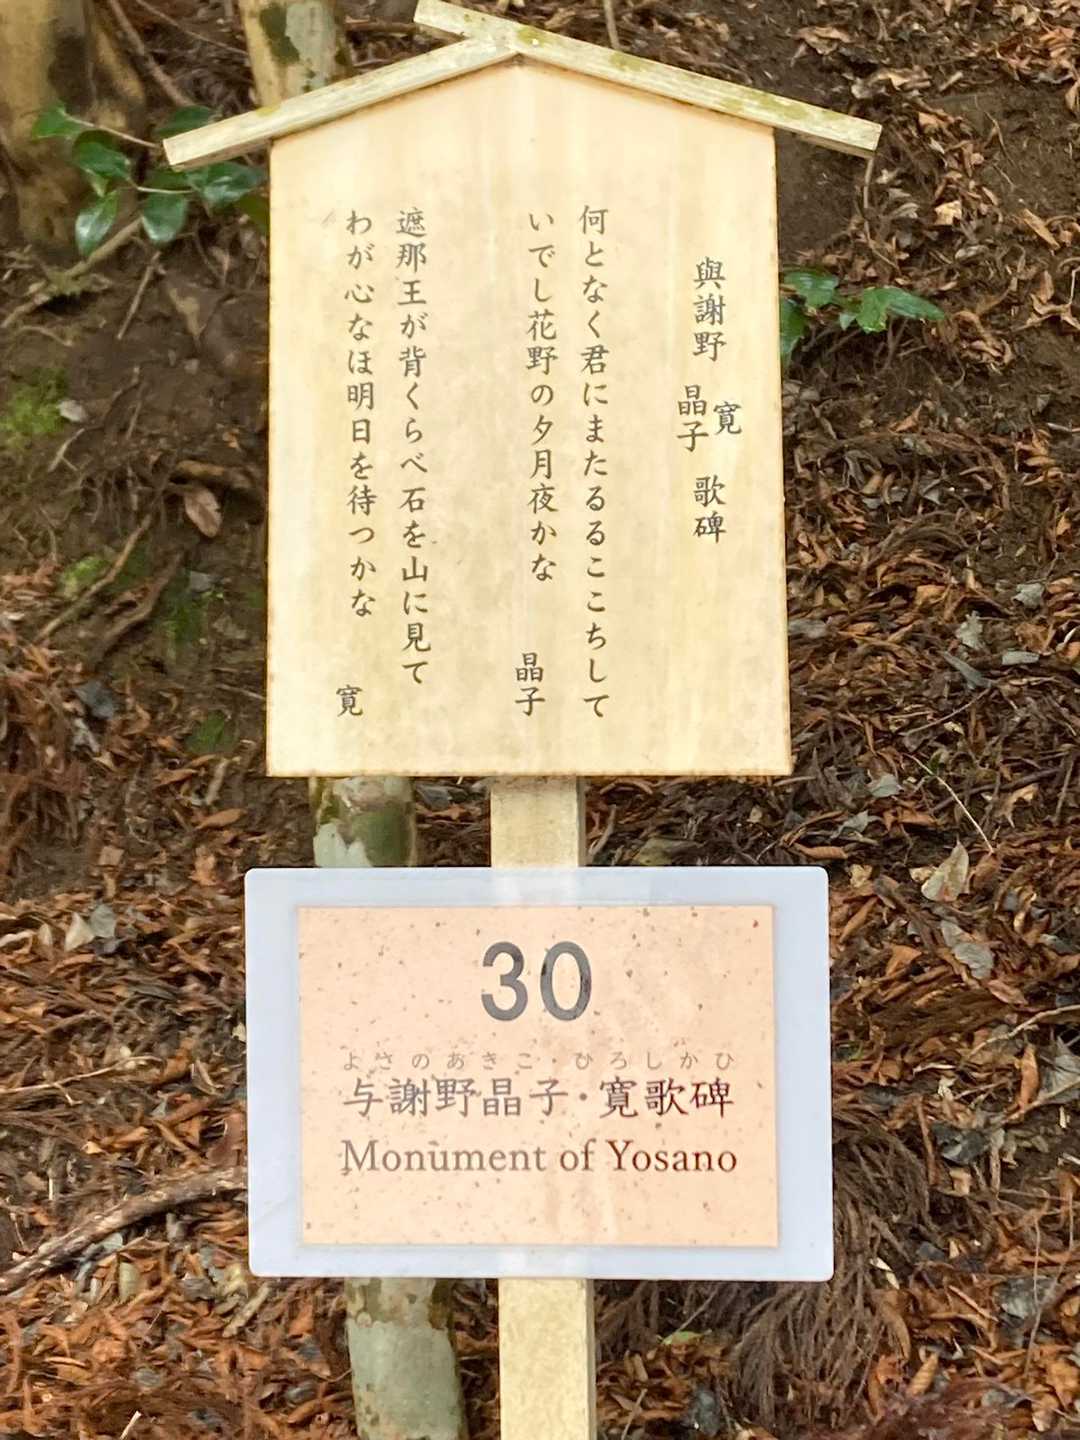 與謝野 寛 晶子 歌碑
何となく君にまたるるここちして
いでし花野の夕月夜かな 晶子
遮那王が背くらべ石を山に見て
わが心なほ明日を待つかな 寛
30
よさのあきこ・ひろしかひ
与謝野晶子・寛歌碑
Monument of Yosano